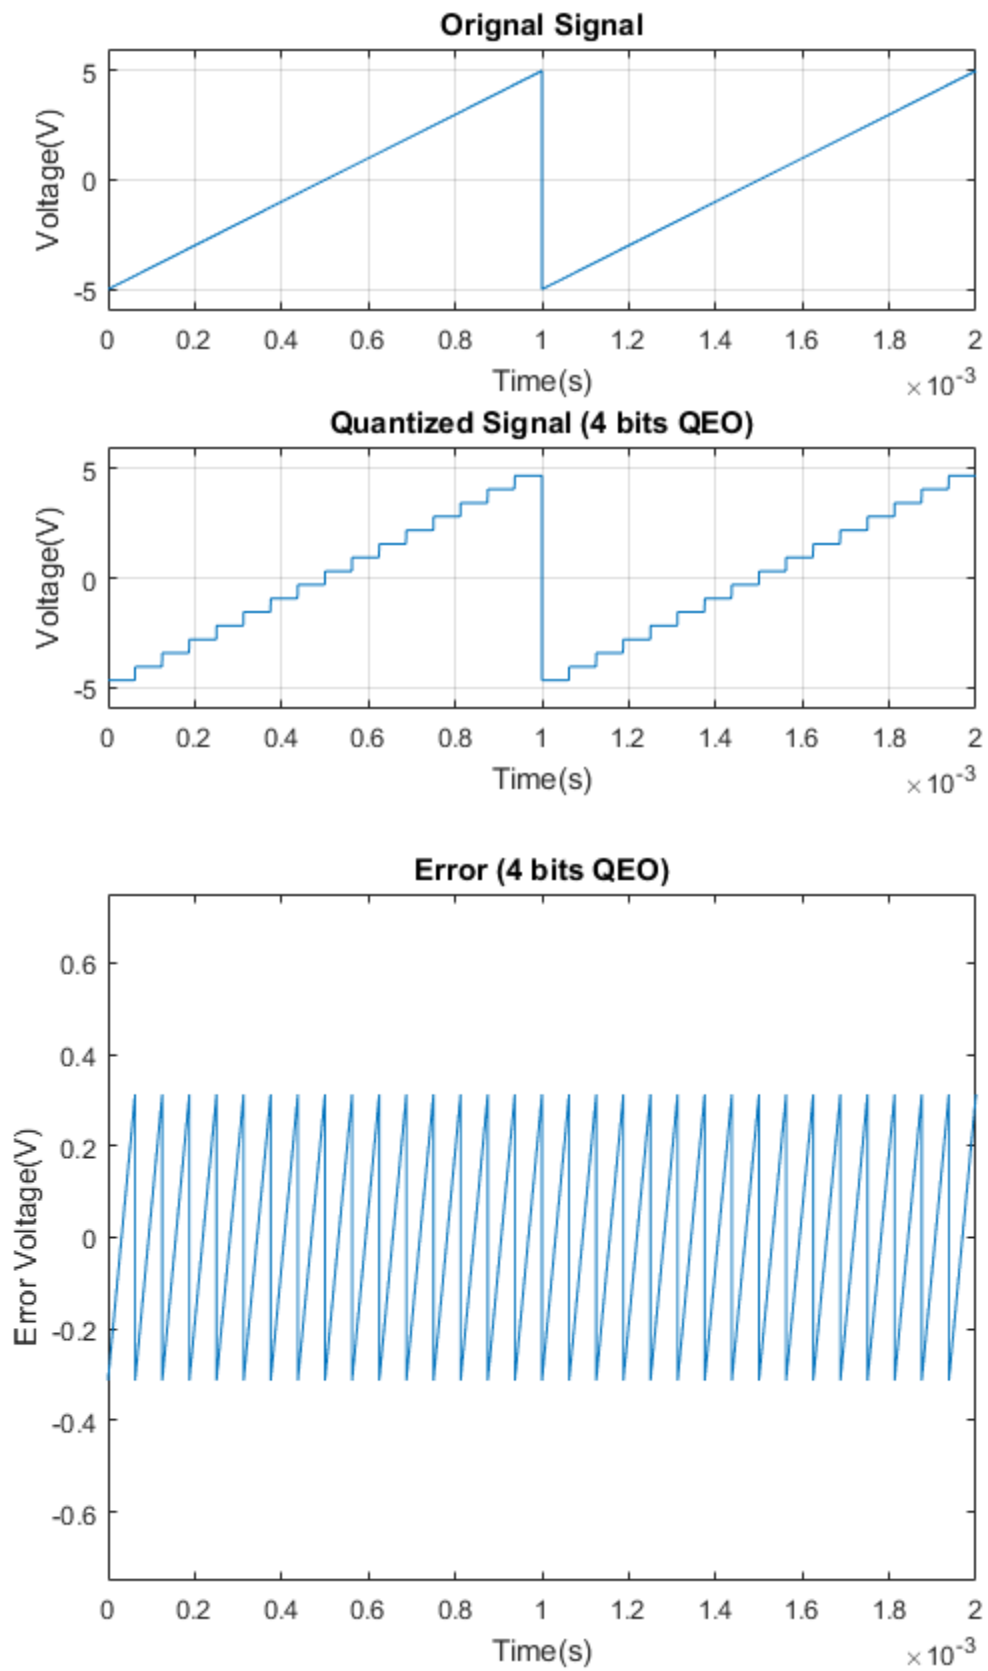 Orignal Signal
5
0
-5
Voltage(V)
0 0.2 0.4 0.6 0.8 1 1.2 1.4 1.6 1.8 2
Time(s)
×10-3
Quantized Signal (4 bits QEO)
5
0
-5
Voltage(V)
0 0.2 0.4 0.6 0.8 1 1.2 1.4 1.6 1.8 2
Time(s)
×10-3
Error (4 bits QEO)
0.6
0.4
0.2
0
-0.2
-0.4
-0.6
Error Voltage(V)
0 0.2 0.4 0.6 0.8 1 1.2 1.4 1.6 1.8 2
Time(s)
×10-3